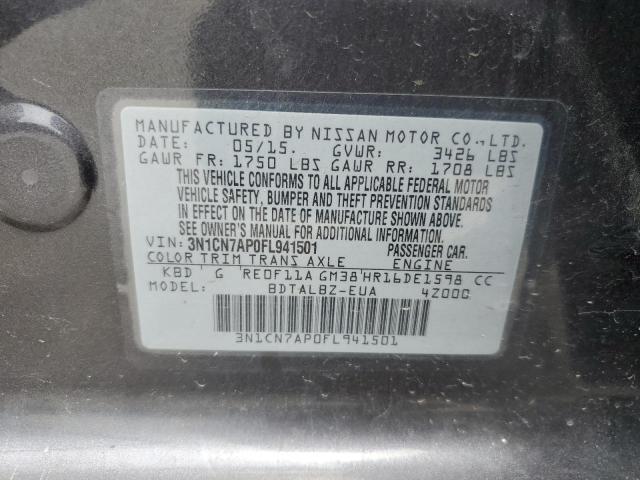 MANUFACTURED BY NISSAN MOTOR CO., LTD.
DATE: 05/15. GVWR: 3426 LBS
GAWR FR: 1750 LBS GAWR RR: 1708 LBS
THIS VEHICLE CONFORMS TO ALL APPLICABLE FEDERAL MOTOR
VEHICLE SAFETY, BUMPER AND THEFT PREVENTION STANDARDS
IN EFFECT ON THE DATE OF MANUFACTURE SHOWN ABOVE.
SEE OWNER'S MANUAL FOR ADDITIONAL INFORMATION.
VIN: 3N1CN7AP0FL941501 PASSENGER CAR.
COLOR TRIM TRANS AXLE ENGINE
KBD G RE0F11A GM38 HR16DE1598 CC
MODEL: BDTALBZ-EUA 4Z00C
3N1CN7AP0FL941501